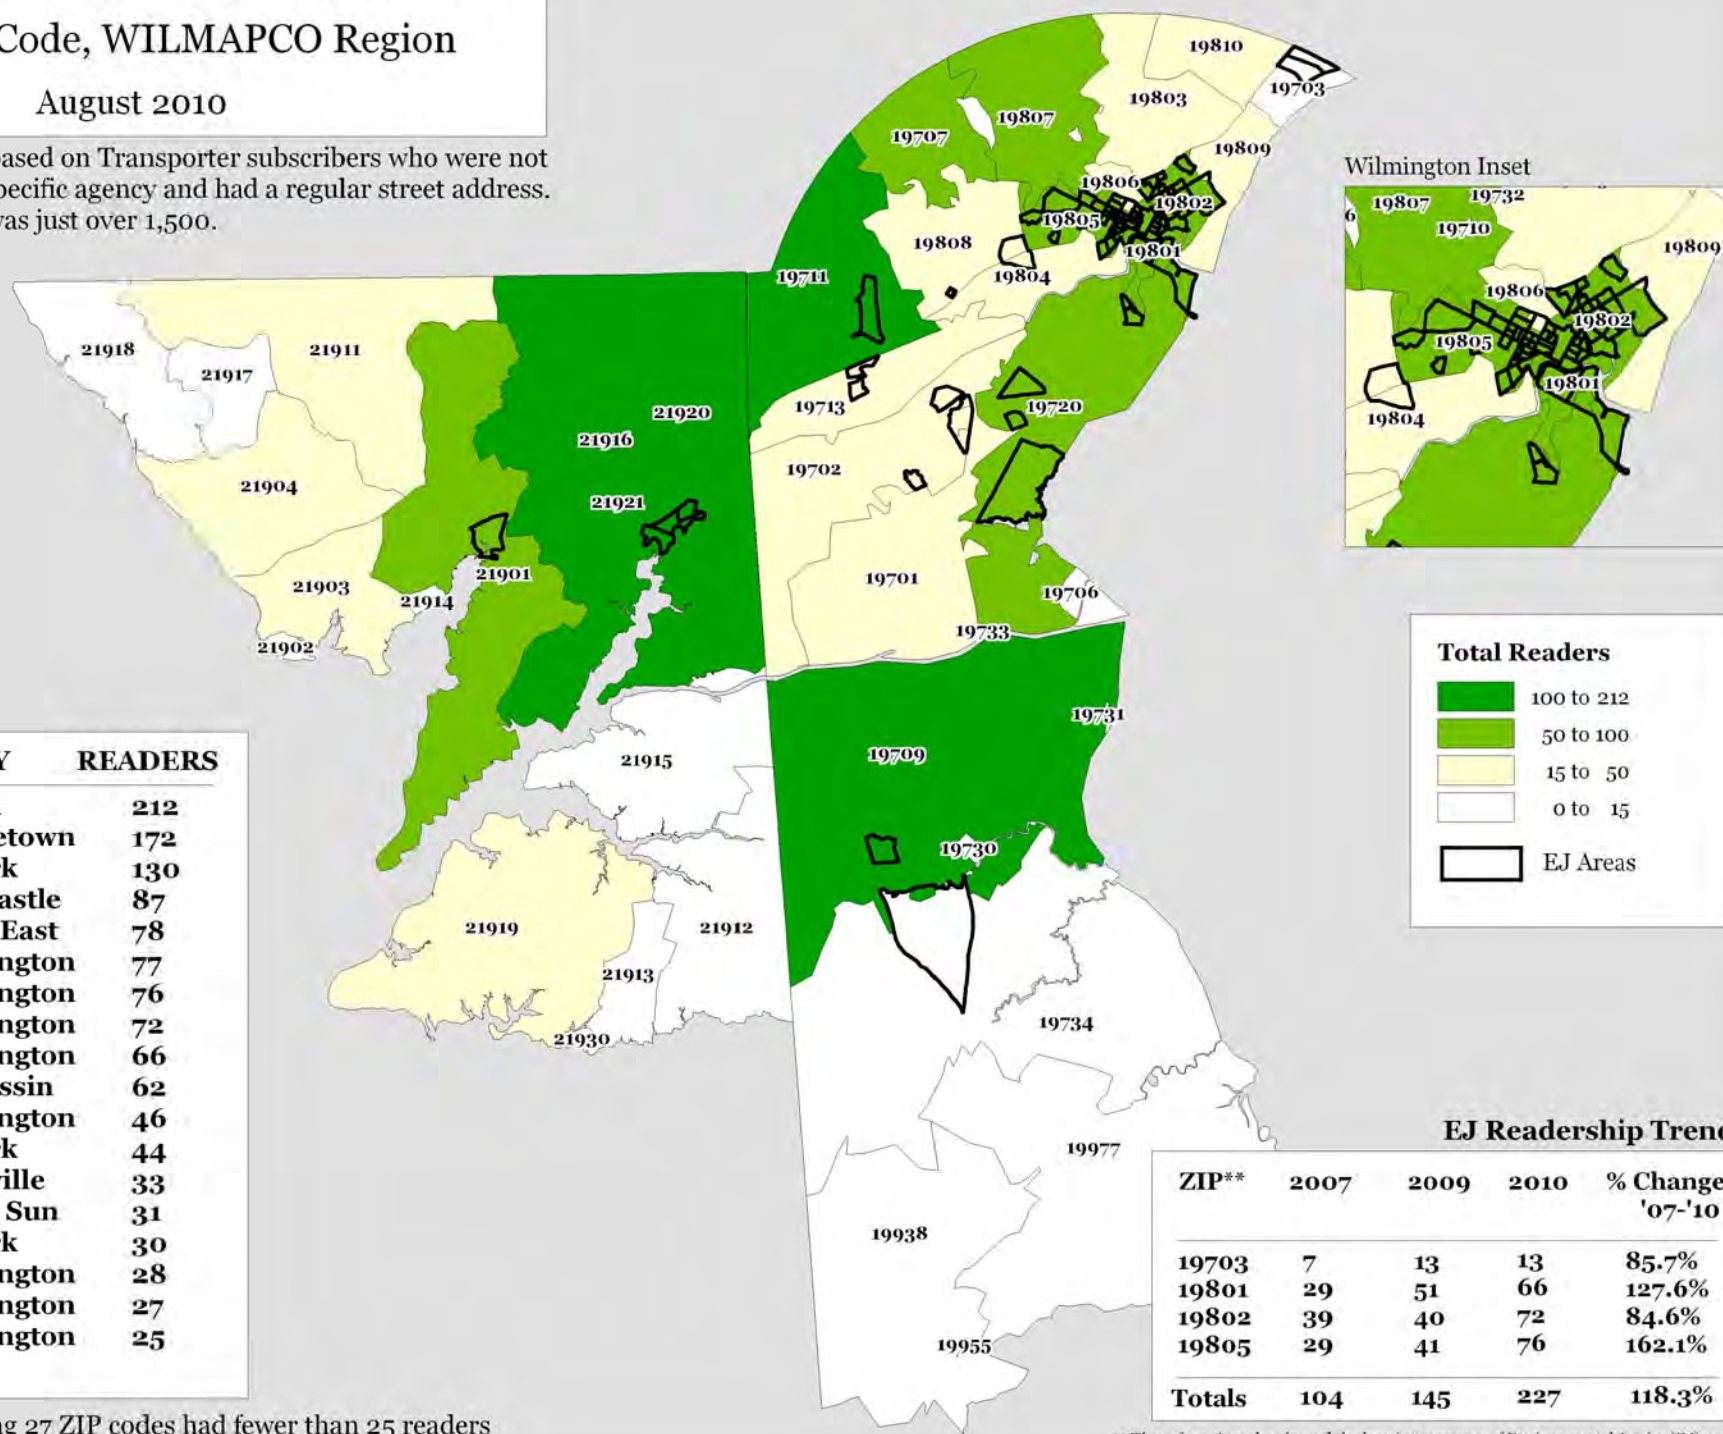 Code, WILMAPCO Region
August 2010
based on Transporter subscribers who were not
pecific agency and had a regular street address.
was just over 1,500.
19810
19703
19803
19807
19707
19809
19806
19802
19805
19808
19801
19804
19711
21918
21911
21917
21920
19713
19720
21916
19702
21904
21921
21901
19701
21903
21914
19706
19733
21902
19731
19709
21915
19730
21919
21912
21913
19734
21930
19977
19938
19955
Wilmington Inset
19732
6
19807
19710
19809
19806
19802
19805
19801
19804
Total Readers
100 to 212
50 to 100
15 to 50
0 to 15
EJ Areas
Y READERS
212
etown 172
rk 130
astle 87
East 78
ngton 77
ngton 76
ngton 72
ngton 66
ssin 62
ngton 46
rk 44
ville 33
Sun 31
rk 30
ngton 28
ngton 27
ngton 25
ng 27 ZIP codes had fewer than 25 readers
EJ Readership Trend
ZIP** 2007 2009 2010 % Change
'07-'10
19703 7 13 13 85.7%
19801 29 51 66 127.6%
19802 39 40 72 84.6%
19805 29 41 76 162.1%
Totals 104 145 227 118.3%